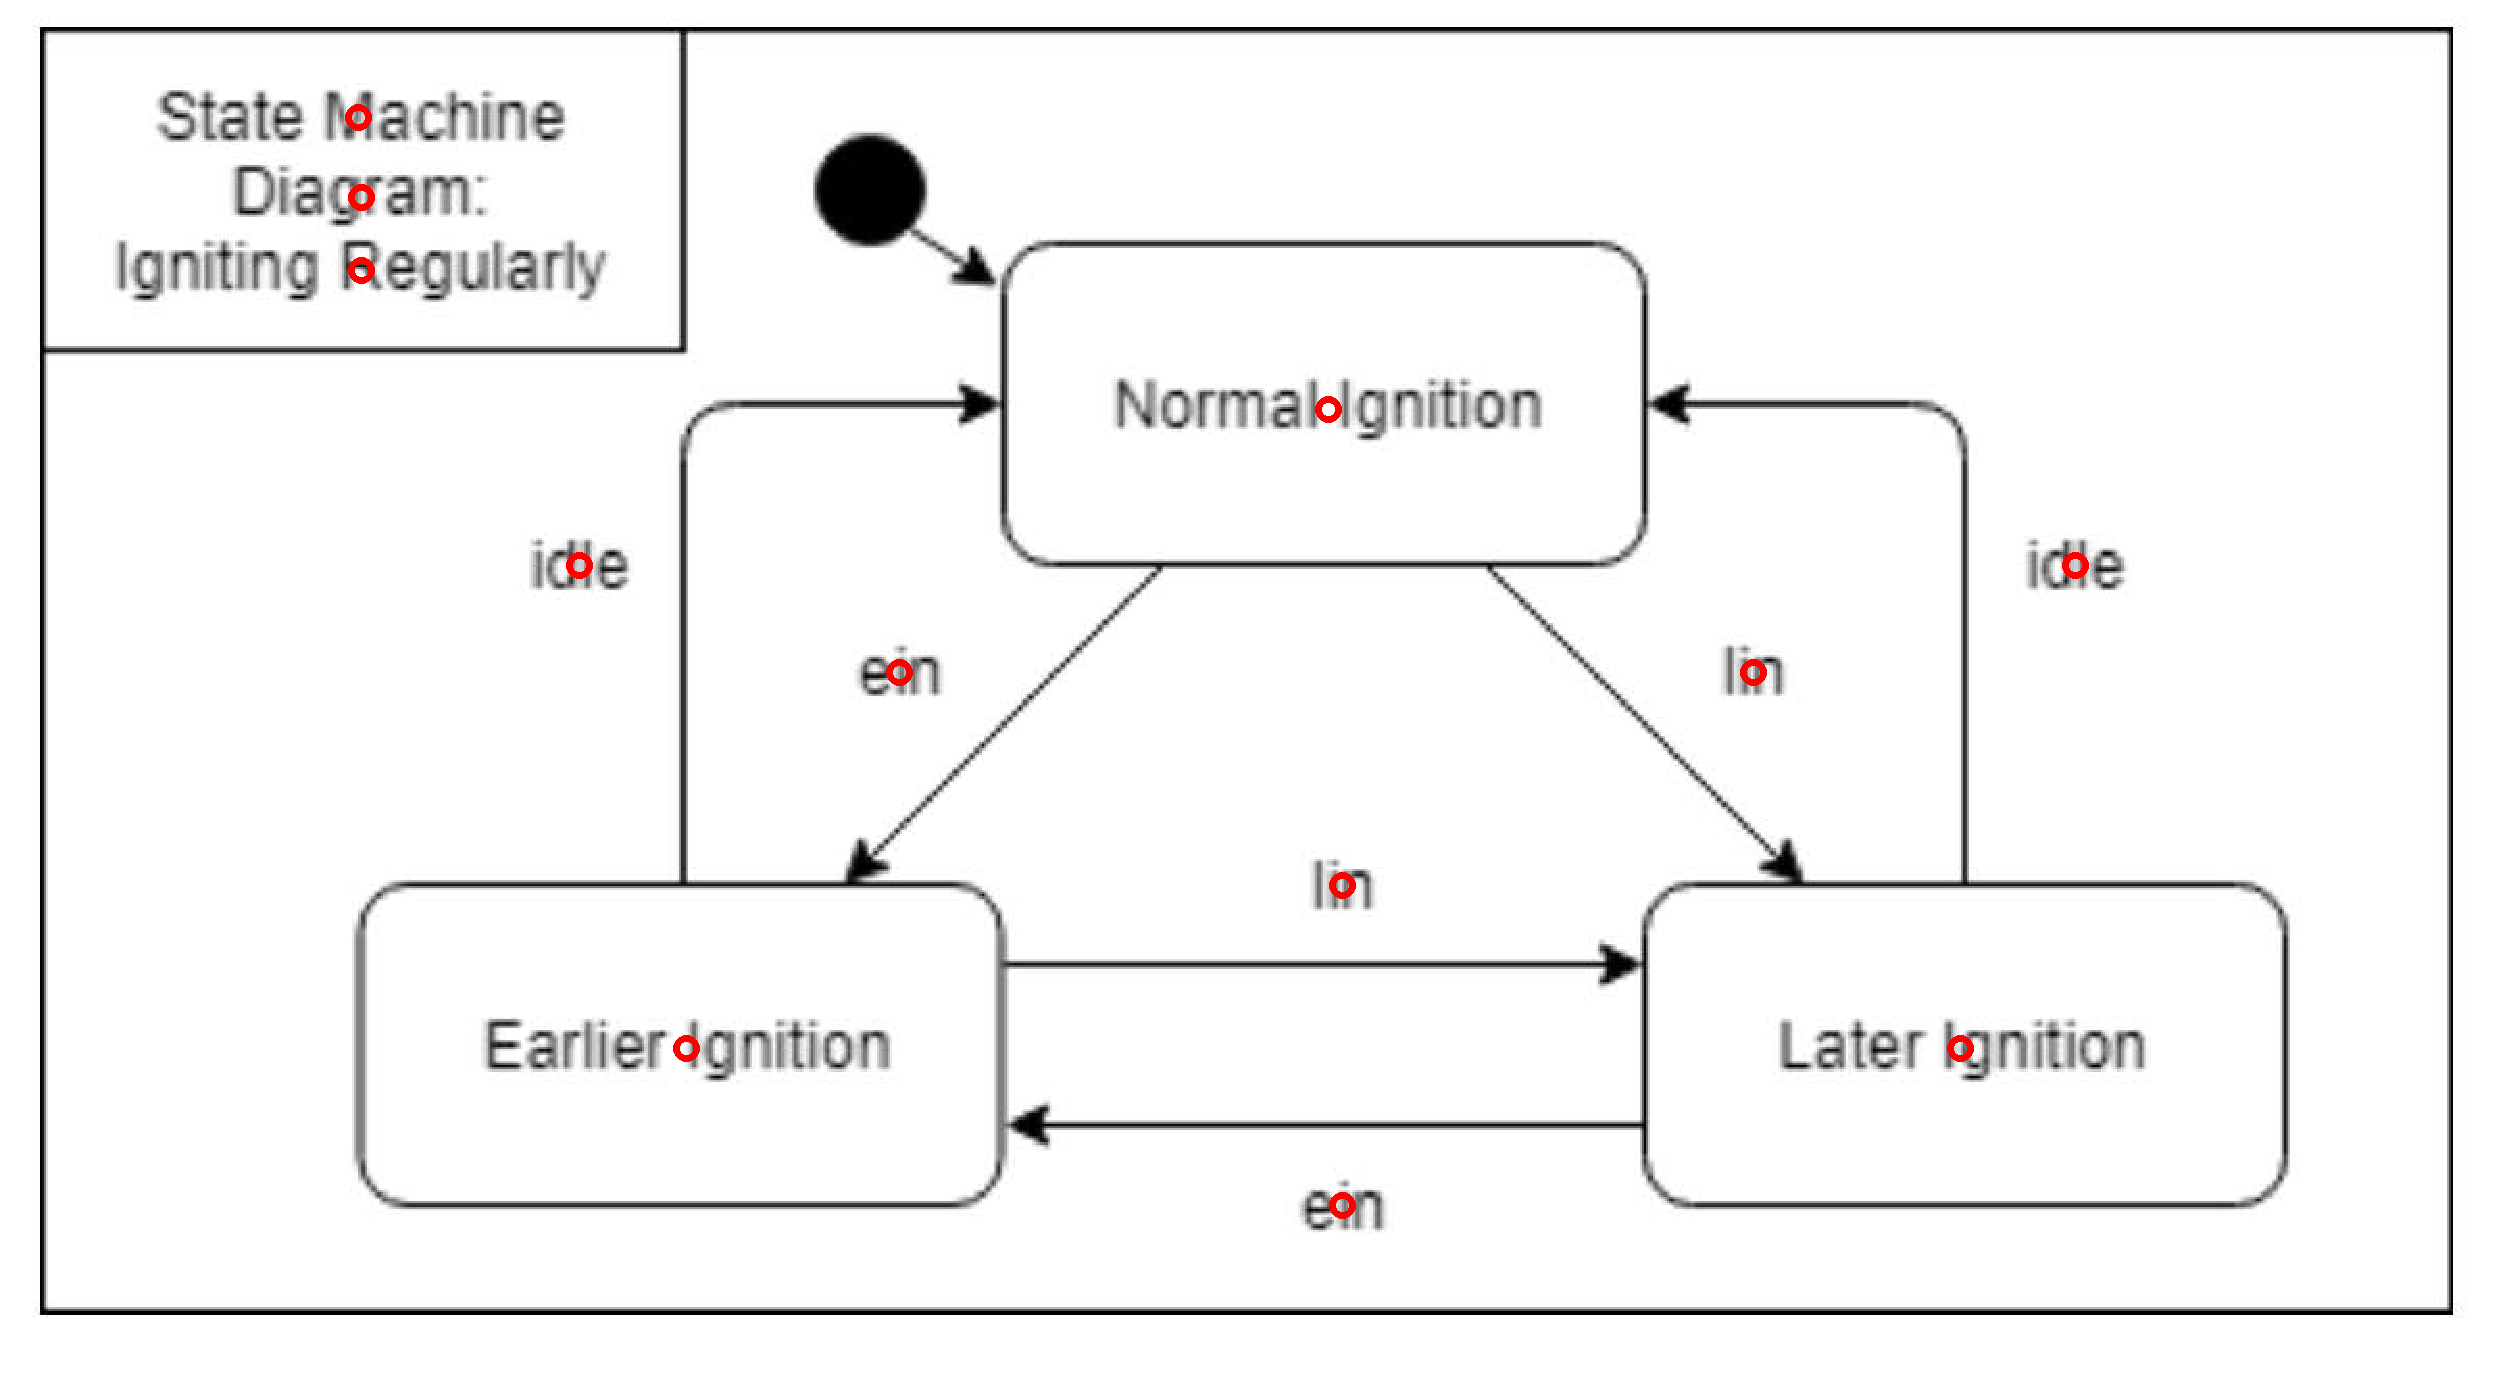 State Machine
Diagram:
Igniting Regularly
Normal Ignition
idle
idle
ein
lin
lin
Earlier Ignition
Later Ignition
ein